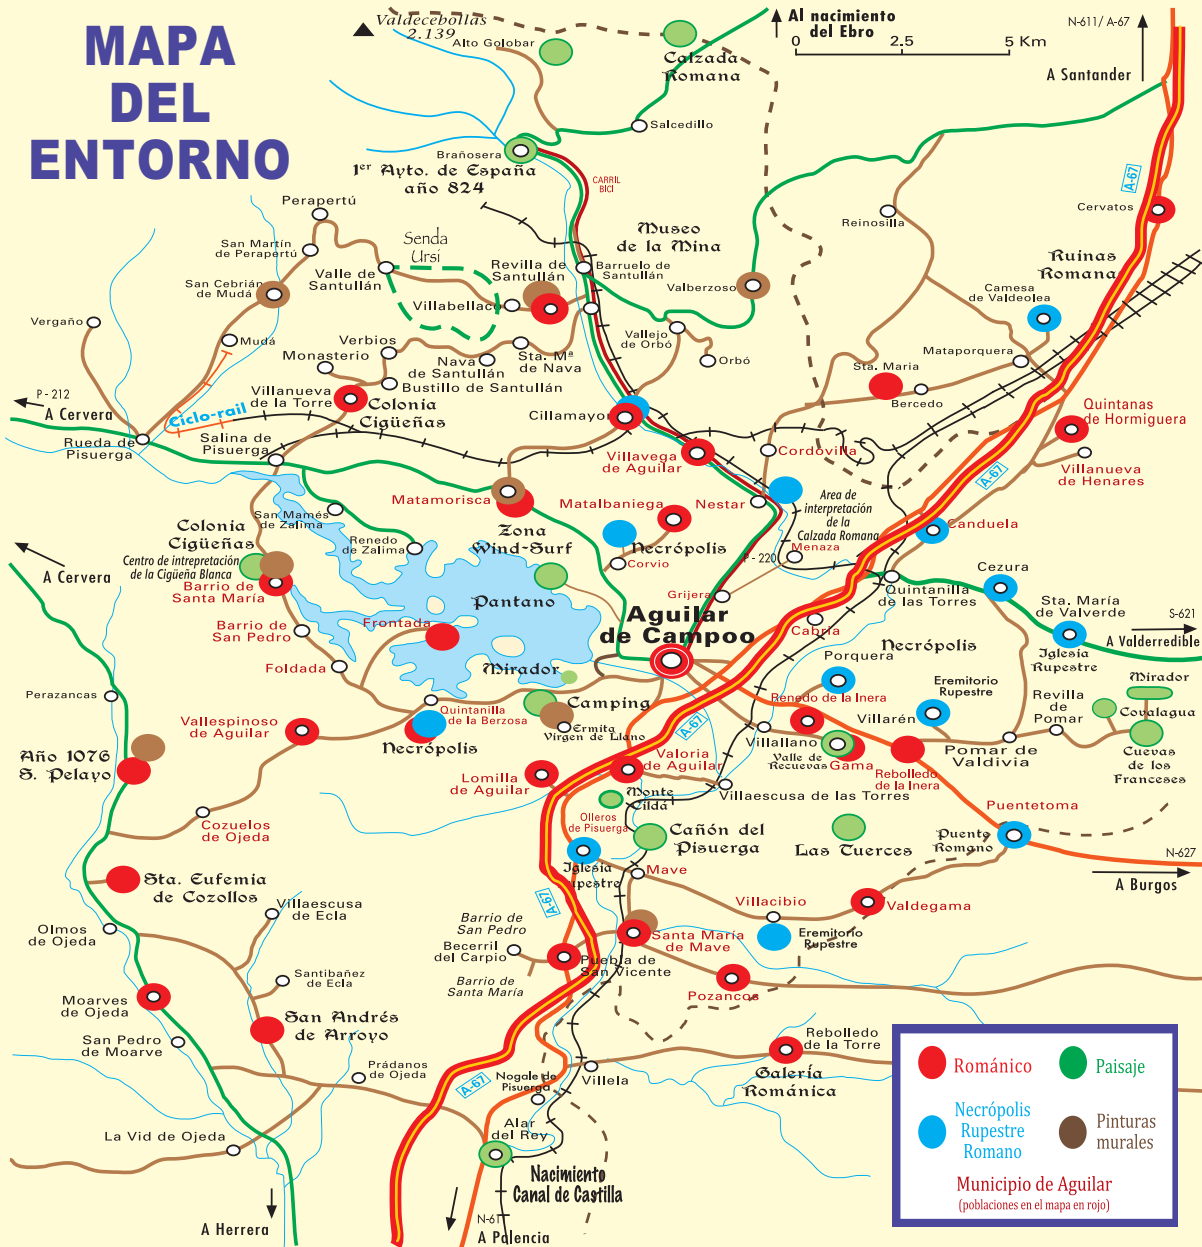 MAPA
DEL
ENTORNO
Valdecebollas
2.139
Alto Golobar
Calzada
Romana
Al nacimiento
del Ebro
0 2.5 5 Km
N-611/ A-67
A Santander
Salcedillo
Brañosera
1er Ayto. de España
año 824
CARRIL
BICI
A-67
Cervatos
Reinosilla
Perapertú
San Martín
de Perapertú
Senda
Ursi
Museo
de la Mina
Valle de
Santullán
Revilla de
Santullán
Barruelo de
Santullán
Ruinas
Romana
San Cebrián
de Mudá
Villabellaco
Valberzoso
Camesa
de Valdeolea
Vergaño
Mudá
Verbios
Monasterio
Nava
de Santullán
Sta. Mª
de Nava
Vallejo
de Orbó
Orbó
Mataporquera
Sta. Maria
Bercedo
Bustillo de Santullán
Villanueva
de la Torre
Colonia
Cigüeñas
P - 212
A Cervera
Ciclo-rail
Cillamayor
Quintanas
de Hormiguera
Rueda de
Pisuerga
Salina de
Pisuerga
Villavega
de Aguilar
Cordovilla
Villanueva
de Henares
A-67
Matamorisca
Matalbaniega
Nestar
Area de
interpretación
de la
Calzada Romana
San Mamés
de Zalima
Colonia
Cigüeñas
Zona
Wind-Surf
Necrópolis
Corvio
Canduela
Renedo
de Zalima
Centro de intrepretación
de la Cigüeña Blanca
P - 220
Menaza
A Cervera
Barrio de
Santa María
Pantano
Grijera
Quintanilla
de las Torres
Cezura
Sta. María
de Valverde
S-621
A Valderredible
Aguilar
de Campoo
Cabria
Barrio de
San Pedro
Frontada
Necrópolis
Iglesia
Rupestre
Foldada
Mirador
Porquera
Eremitorio
Rupestre
Mirador
Perazancas
Renedo de la Inera
Revilla
de
Pomar
Covalagua
Quintanilla
de la Berzosa
Camping
Vallespinoso
de Aguilar
Necrópolis
Ermita
Virgen de Llano
A-67
Villallano
Villarén
Pomar de
Valdivia
Cuevas
de los
Franceses
Año 1076
S. Pelayo
Valoria
de Aguilar
Valle de
Recuevas
Gama
Rebolledo
de la Inera
Lomilla
de Aguilar
Monte
Cildá
Villaescusa de las Torres
Puentetoma
Cozuelos
de Ojeda
Olleros
de Pisuerga
Cañón del
Pisuerga
Las Tuerces
Puente
Romano
N-627
A Burgos
Iglesia
Rupestre
Mave
Sta. Eufemia
de Cozollos
A-67
Villaescusa
de Ecla
Barrio de
San Pedro
Villacibio
Valdegama
Olmos
de Ojeda
Becerril
del Carpio
Santa María
de Mave
Eremitorio
Rupestre
Puebla de
San Vicente
Santibañez
de Ecla
Barrio de
Santa María
Pozancos
Moarves
de Ojeda
San Andrés
de Arroyo
Rebolledo
de la Torre
San Pedro
de Moarve
Prádanos
de Ojeda
A-67
Nogale de
Pisuerga
Villela
Galería
Románica
La Vid de Ojeda
Alar
del Rey
Nacimiento
Canal de Castilla
A Herrera
N-61
A Palencia
Románico
Paisaje
Necrópolis
Rupestre
Romano
Pinturas
murales
Municipio de Aguilar
(poblaciones en el mapa en rojo)